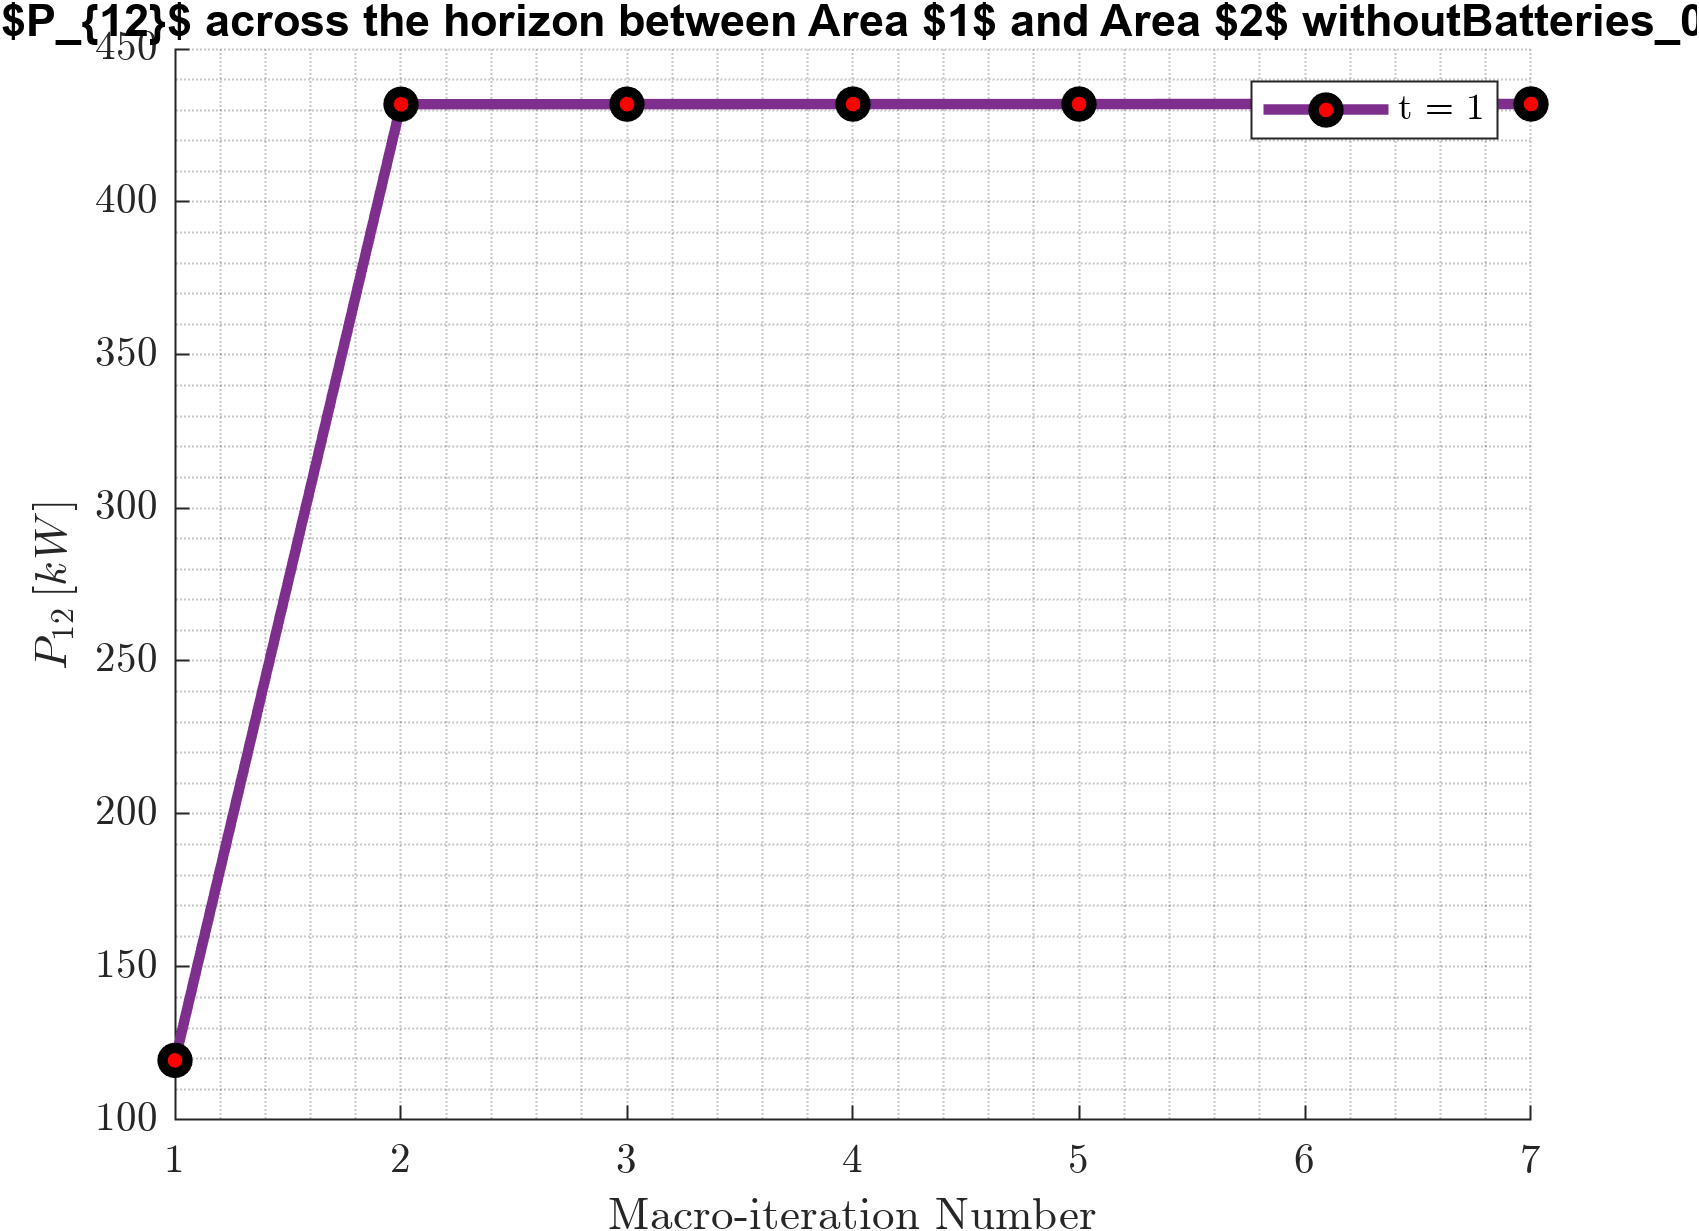 $P_{12}$ across the horizon between Area $1$ and Area $2$ withoutBatteries_0
450
400
350
300
250
200
150
100
P12 [kW]
t = 1
1 2 3 4 5 6 7
Macro-iteration Number